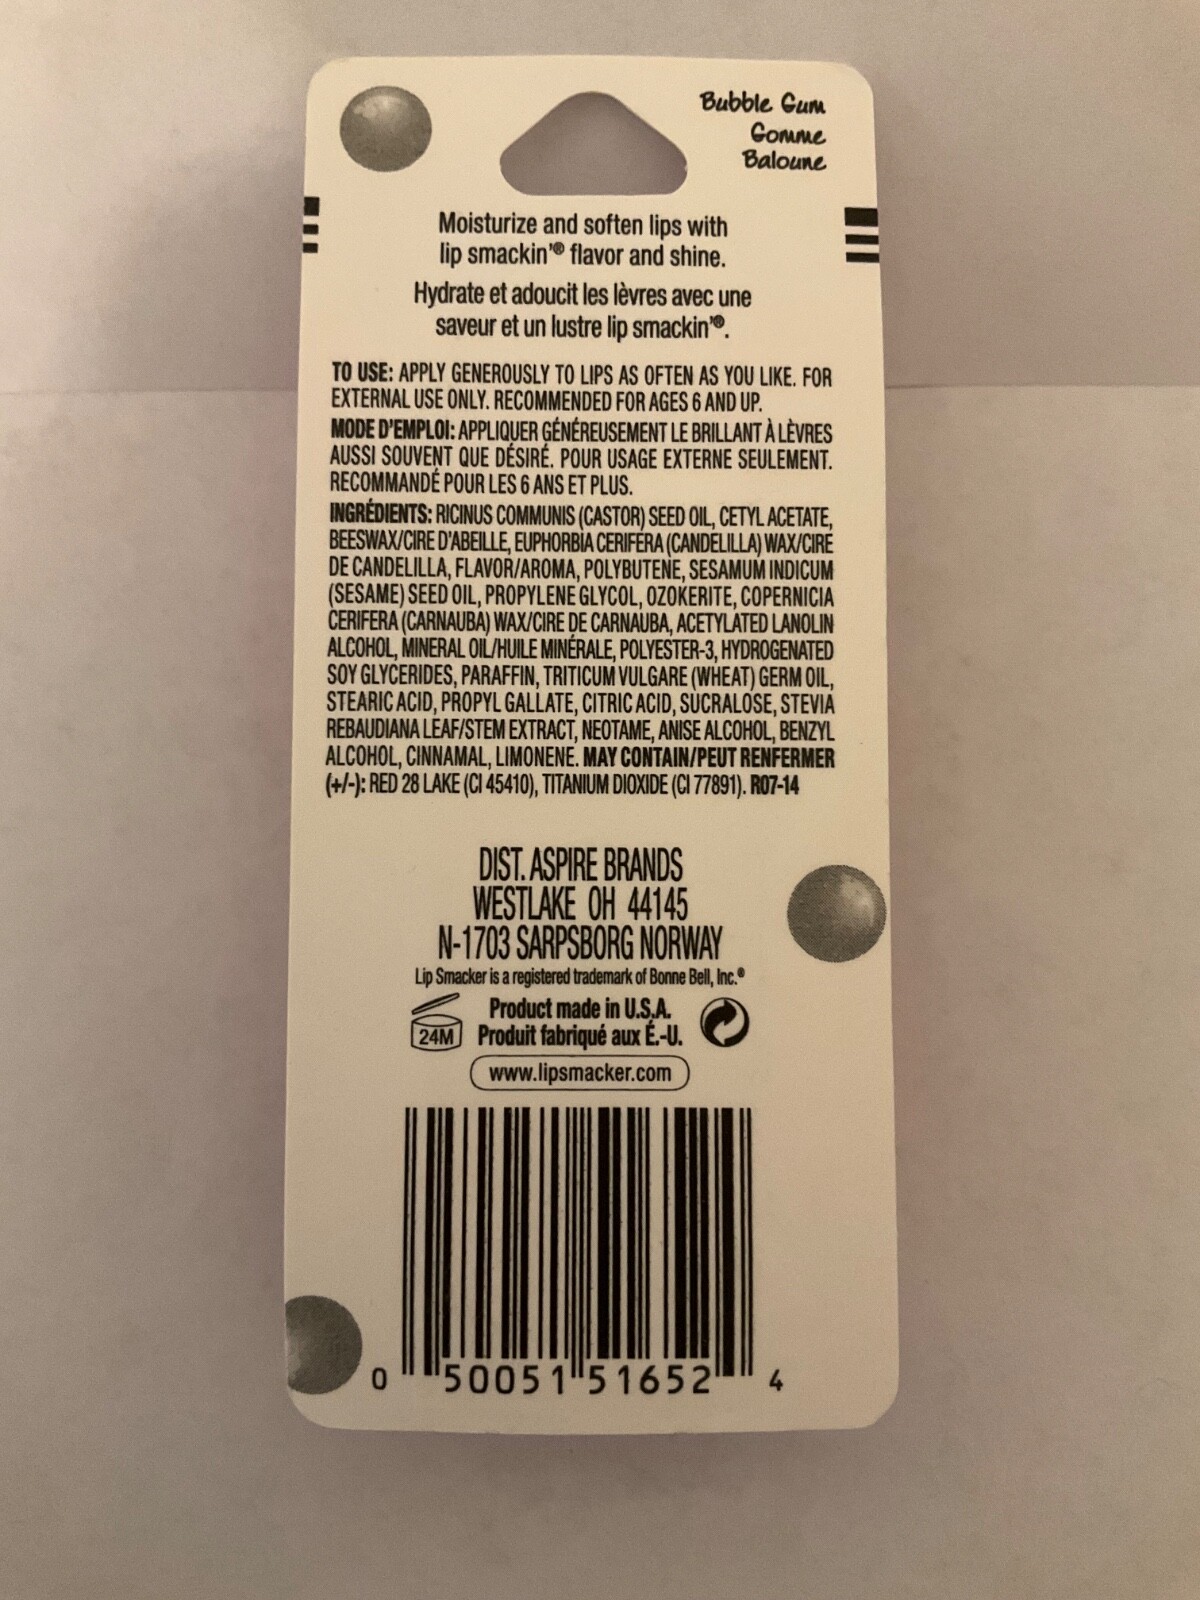 Bubble Gum
Gomme
Baloune
Moisturize and soften lips with
lip smackin'® flavor and shine.
Hydrate et adoucit les lèvres avec une
saveur et un lustre lip smackin'®.
TO USE: APPLY GENEROUSLY TO LIPS AS OFTEN AS YOU LIKE. FOR
EXTERNAL USE ONLY. RECOMMENDED FOR AGES 6 AND UP.
MODE D'EMPLOI: APPLIQUER GÉNÉREUSEMENT LE BRILLANT À LÈVRES
AUSSI SOUVENT QUE DÉSIRÉ. POUR USAGE EXTERNE SEULEMENT.
RECOMMANDÉ POUR LES 6 ANS ET PLUS.
INGRÉDIENTS: RICINUS COMMUNIS (CASTOR) SEED OIL, CETYL ACETATE,
BEESWAX/CIRE D'ABEILLE, EUPHORBIA CERIFERA (CANDELILLA) WAX/CIRE
DE CANDELILLA, FLAVOR/AROMA, POLYBUTENE, SESAMUM INDICUM
(SESAME) SEED OIL, PROPYLENE GLYCOL, OZOKERITE, COPERNICIA
CERIFERA (CARNAUBA) WAX/CIRE DE CARNAUBA, ACETYLATED LANOLIN
ALCOHOL, MINERAL OIL/HUILE MINÉRALE, POLYESTER-3, HYDROGENATED
SOY GLYCERIDES, PARAFFIN, TRITICUM VULGARE (WHEAT) GERM OIL,
STEARIC ACID, PROPYL GALLATE, CITRIC ACID, SUCRALOSE, STEVIA
REBAUDIANA LEAF/STEM EXTRACT, NEOTAME, ANISE ALCOHOL, BENZYL
ALCOHOL, CINNAMAL, LIMONENE. MAY CONTAIN/PEUT RENFERMER
(+/-): RED 28 LAKE (CI 45410), TITANIUM DIOXIDE (CI 77891). R07-14
DIST. ASPIRE BRANDS
WESTLAKE OH 44145
N-1703 SARPSBORG NORWAY
Lip Smacker is a registered trademark of Bonne Bell, Inc.®
24M
Product made in U.S.A.
Produit fabriqué aux É.-U.
www.lipsmacker.com
0 50051 51652 4